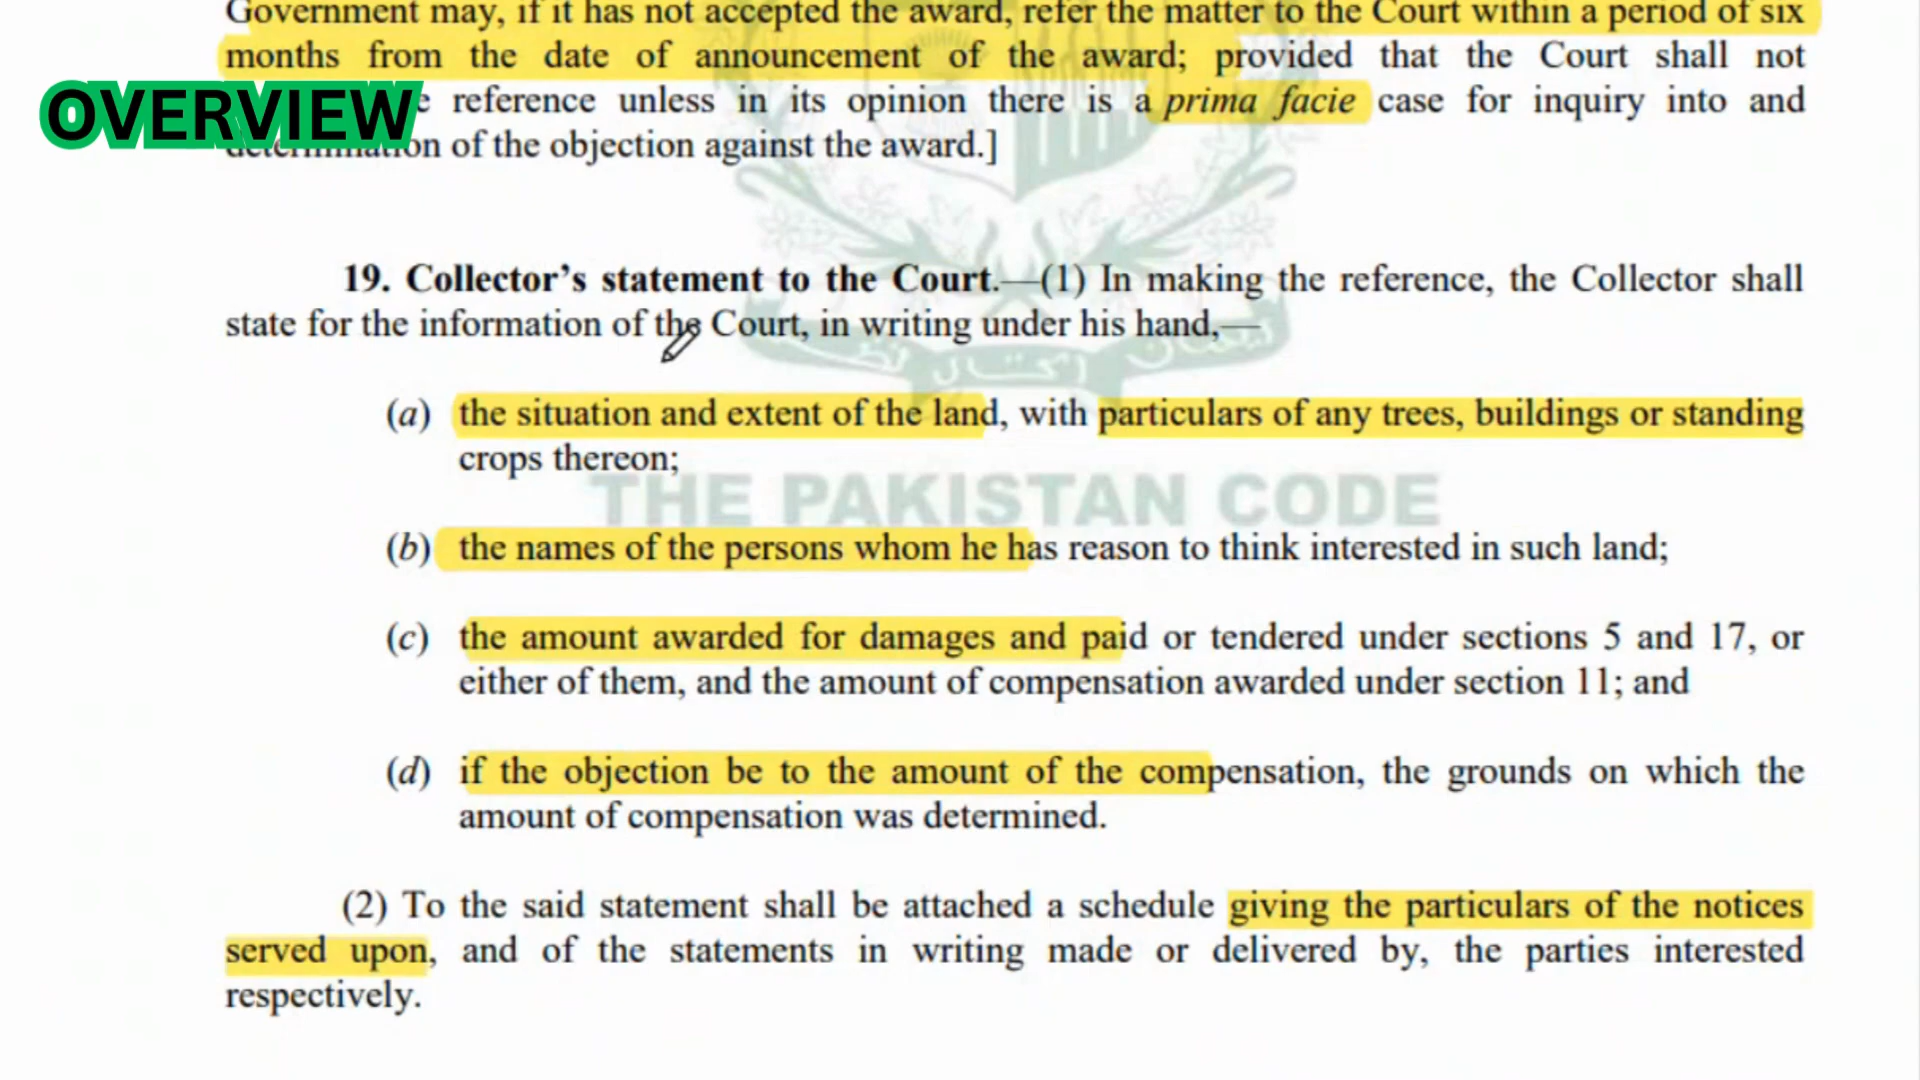 Government may, if it has not accepted the award, refer the matter to the Court within a period of six
months from the date of announcement of the award; provided that the Court shall not
OVERVIEW
reference unless in its opinion there is a prima facie case for inquiry into and
determination of the objection against the award.]
19. Collector’s statement to the Court.—(1) In making the reference, the Collector shall
state for the information of the Court, in writing under his hand,—
(a) the situation and extent of the land, with particulars of any trees, buildings or standing
crops thereon;
THE PAKISTAN CODE
(b) the names of the persons whom he has reason to think interested in such land;
(c) the amount awarded for damages and paid or tendered under sections 5 and 17, or
either of them, and the amount of compensation awarded under section 11; and
(d) if the objection be to the amount of the compensation, the grounds on which the
amount of compensation was determined.
(2) To the said statement shall be attached a schedule giving the particulars of the notices
served upon, and of the statements in writing made or delivered by, the parties interested
respectively.